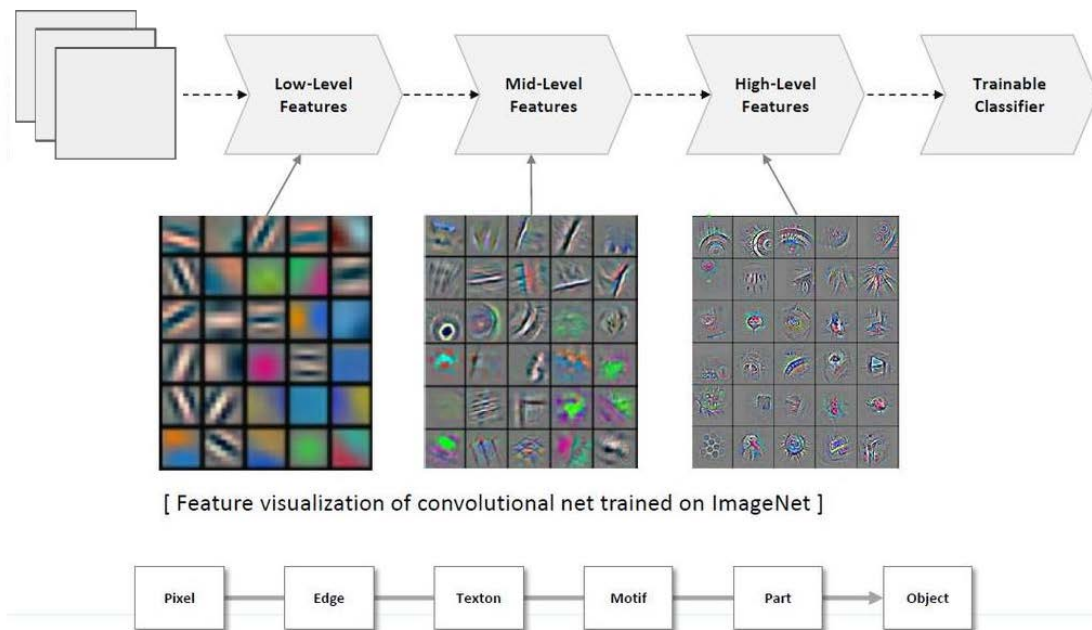 Low-Level
Features
Mid-Level
Features
High-Level
Features
Trainable
Classifier
[ Feature visualization of convolutional net trained on ImageNet ]
Pixel
Edge
Texton
Motif
Part
Object